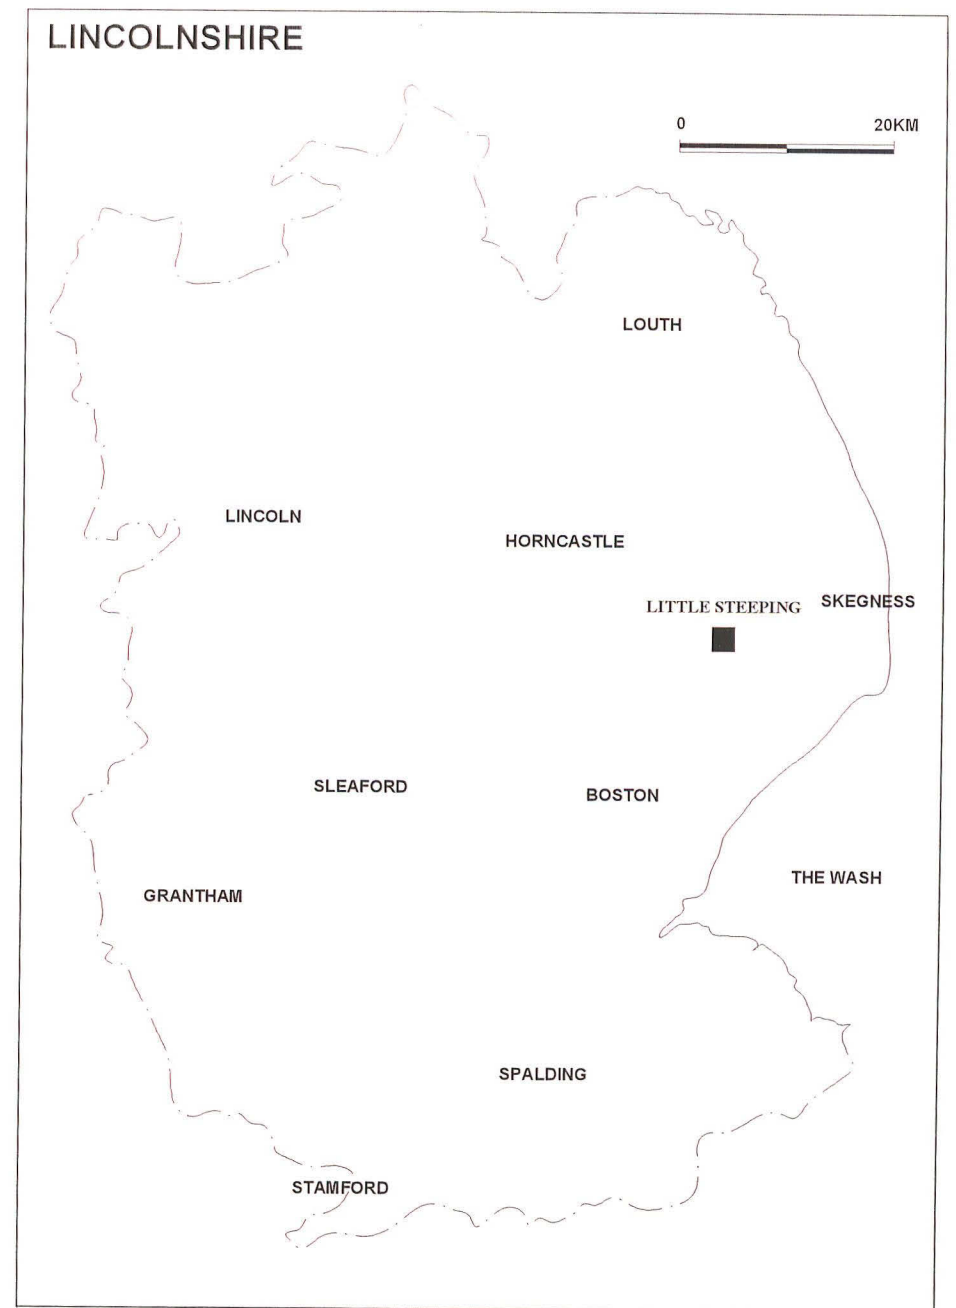 LINCOLNSHIRE
0 20KM
LOUTH
LINCOLN
HORNCASTLE
LITTLE STEEPING
SKEGNESS
SLEAFORD
BOSTON
THE WASH
GRANTHAM
SPALDING
STAMFORD